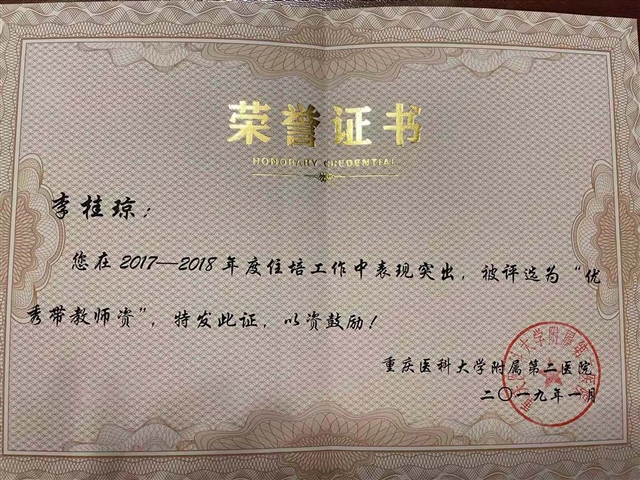 荣誉证书
HONORARY CREDENTIAL
李桂琼：
您在2017—2018年度住培工作中表现突出，被评选为“优
秀带教师资”，特发此证，以资鼓励！
重庆医科大学附属第二医院
二〇一九年一月